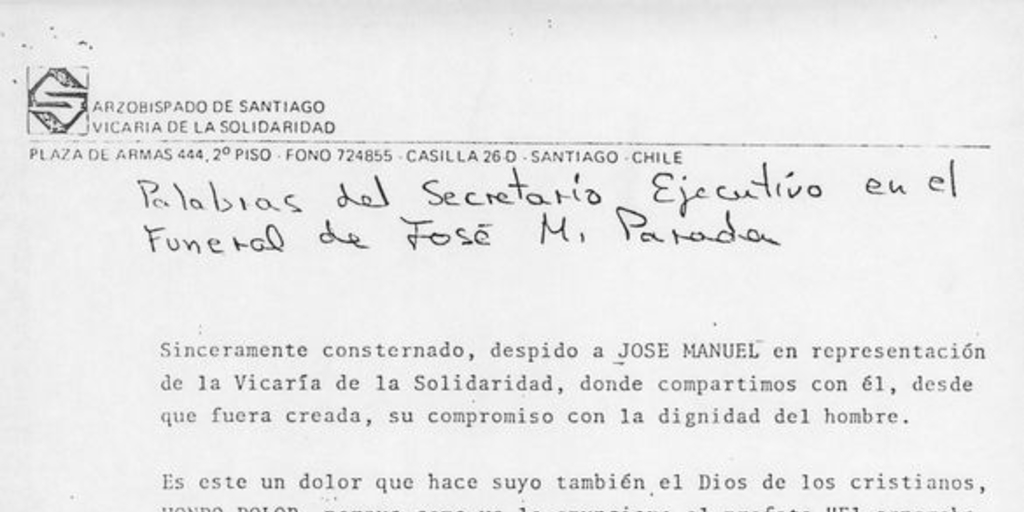 ARZOBISPADO DE SANTIAGO
VICARIA DE LA SOLIDARIDAD
PLAZA DE ARMAS 444, 2º PISO - FONO 724855 - CASILLA 26 D - SANTIAGO - CHILE
Palabras del Secretario Ejecutivo en el
Funeral de José M. Parada
Sinceramente consternado, despido a JOSE MANUEL en representación
de la Vicaría de la Solidaridad, donde compartimos con él, desde
que fuera creada, su compromiso con la dignidad del hombre.
Es este un dolor que hace suyo también el Dios de los cristianos,